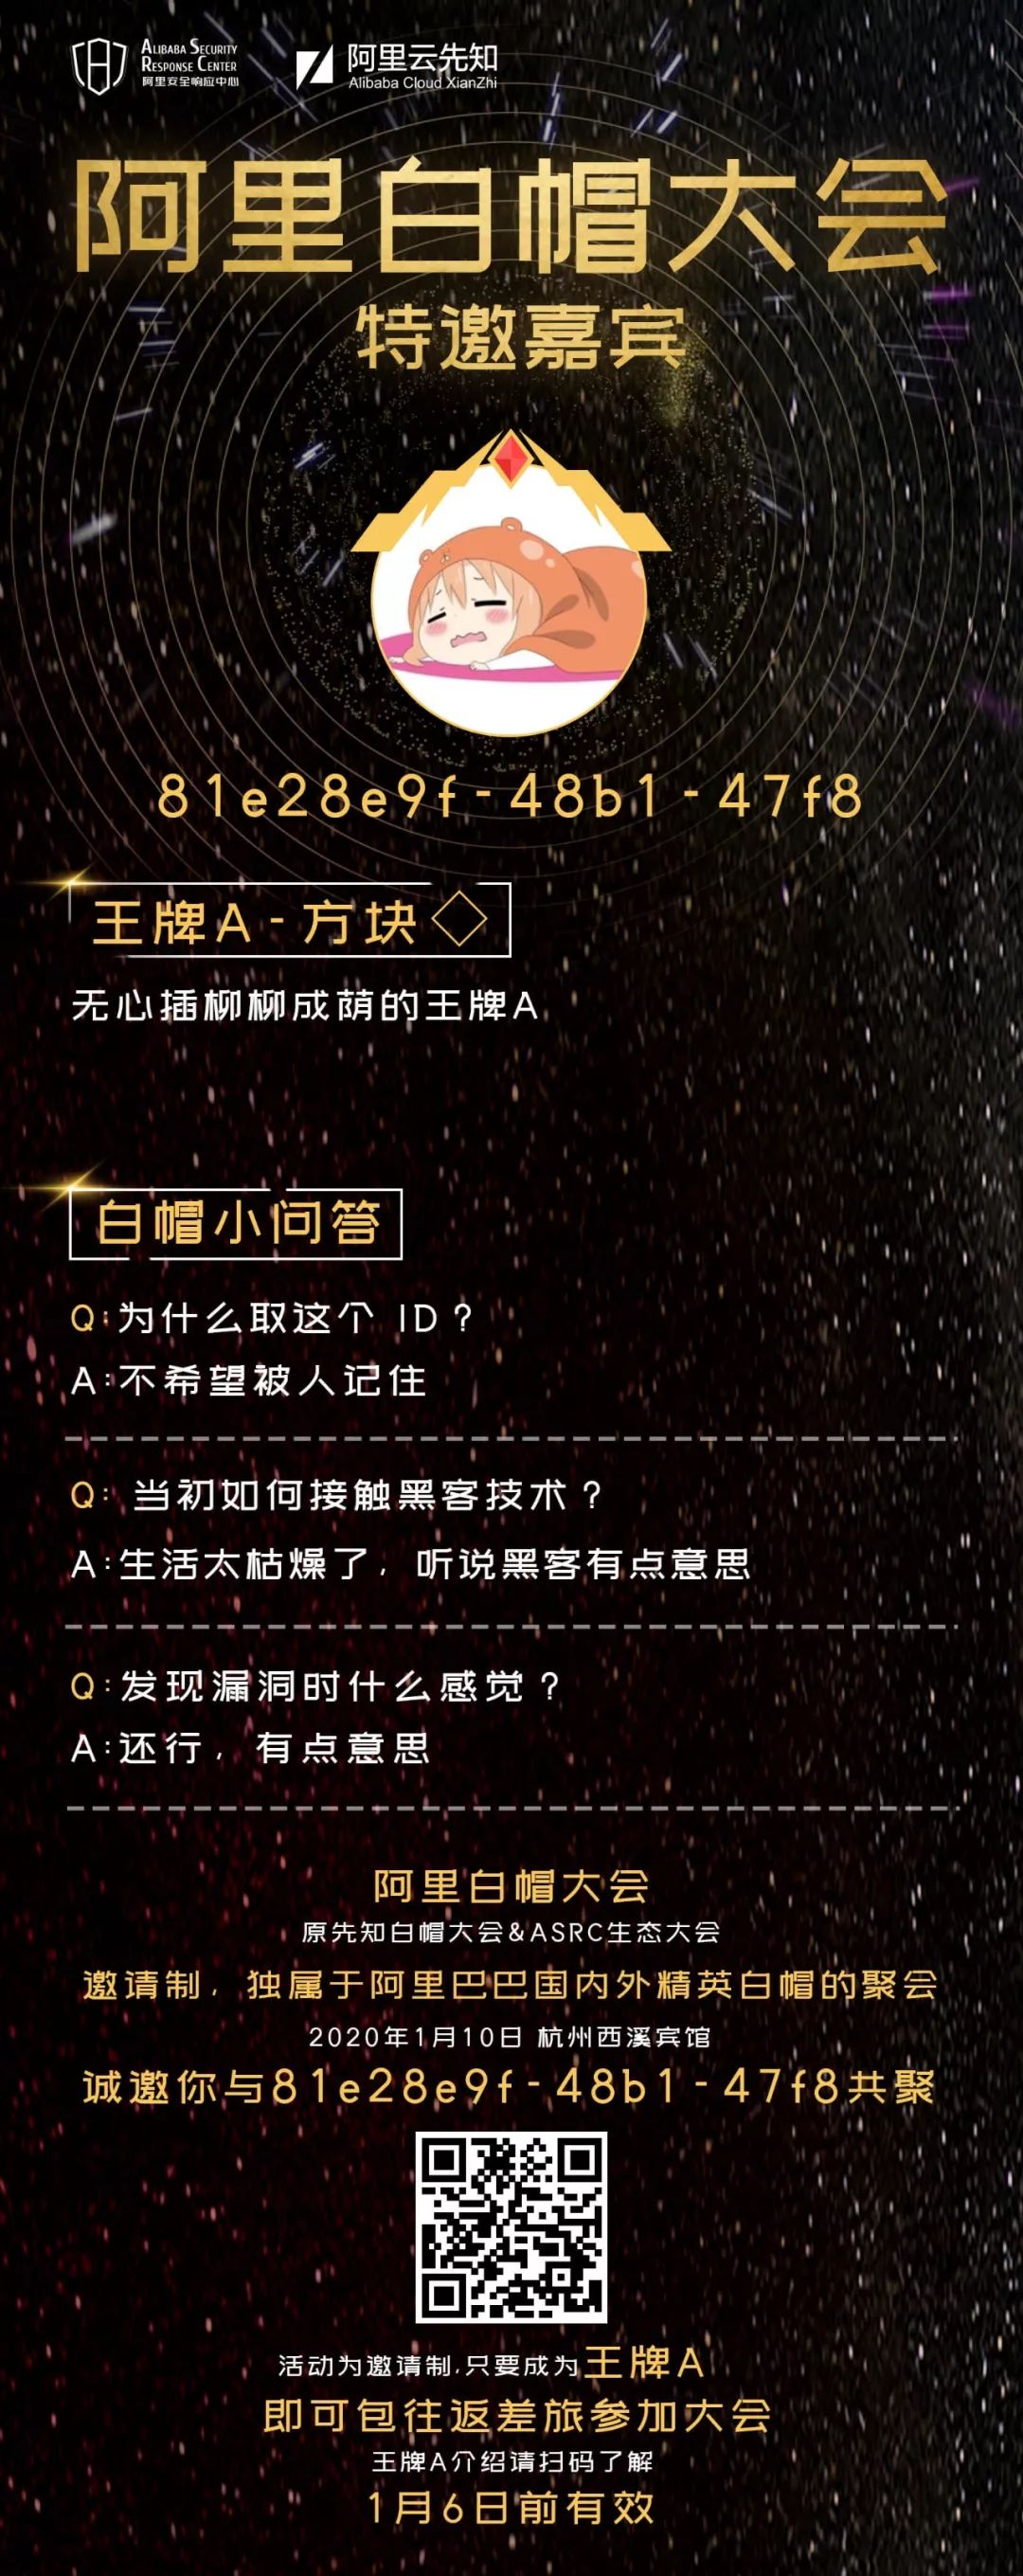 ALIBABA SECURITY
RESPONSE CENTER
阿里安全响应中心
阿里云先知
Alibaba Cloud XianZhi
阿里白帽大会
特邀嘉宾
81e28e9f-48b1-47f8
王牌A-方块◇
无心插柳柳成荫的王牌A
白帽小问答
Q:为什么取这个 ID?
A:不希望被人记住
Q: 当初如何接触黑客技术?
A:生活太枯燥了, 听说黑客有点意思
Q:发现漏洞时什么感觉?
A:还行, 有点意思
阿里白帽大会
原先知白帽大会&ASRC生态大会
邀请制, 独属于阿里巴巴国内外精英白帽的聚会
2020年1月10日 杭州西溪宾馆
诚邀你与81e28e9f-48b1-47f8共聚
活动为邀请制,只要成为王牌A
即可包往返差旅参加大会
王牌A介绍请扫码了解
1月6日前有效